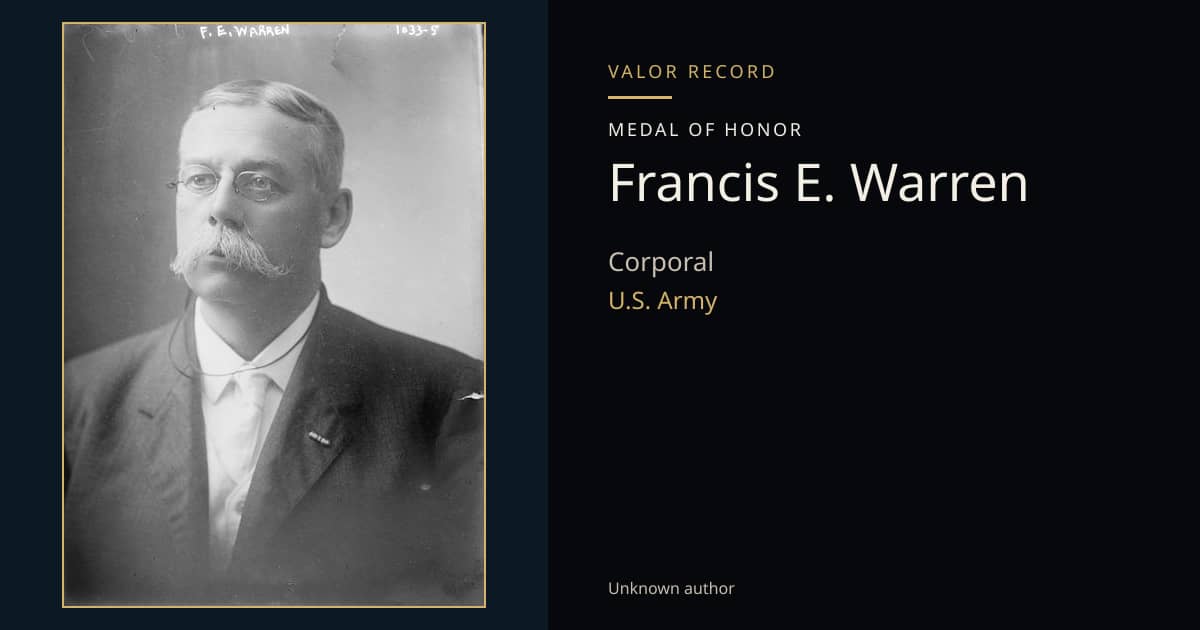 F. E. WARREN 1033-5
VALOR RECORD
MEDAL OF HONOR
Francis E. Warren
Corporal
U.S. Army
Unknown author